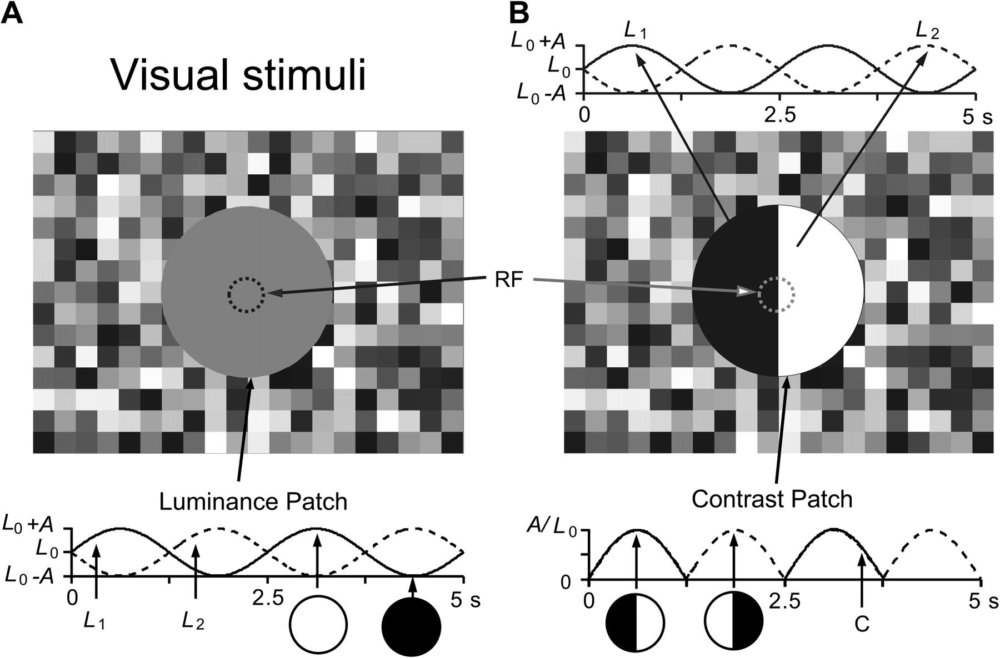 A
Visual stimuli
B
L1
L2
L0+A
L0
L0-A
0
2.5
5 s
RF
Luminance Patch
L0+A
L0
L0-A
0
2.5
5 s
L1
L2
Contrast Patch
A/L0
0
0
2.5
5 s
C